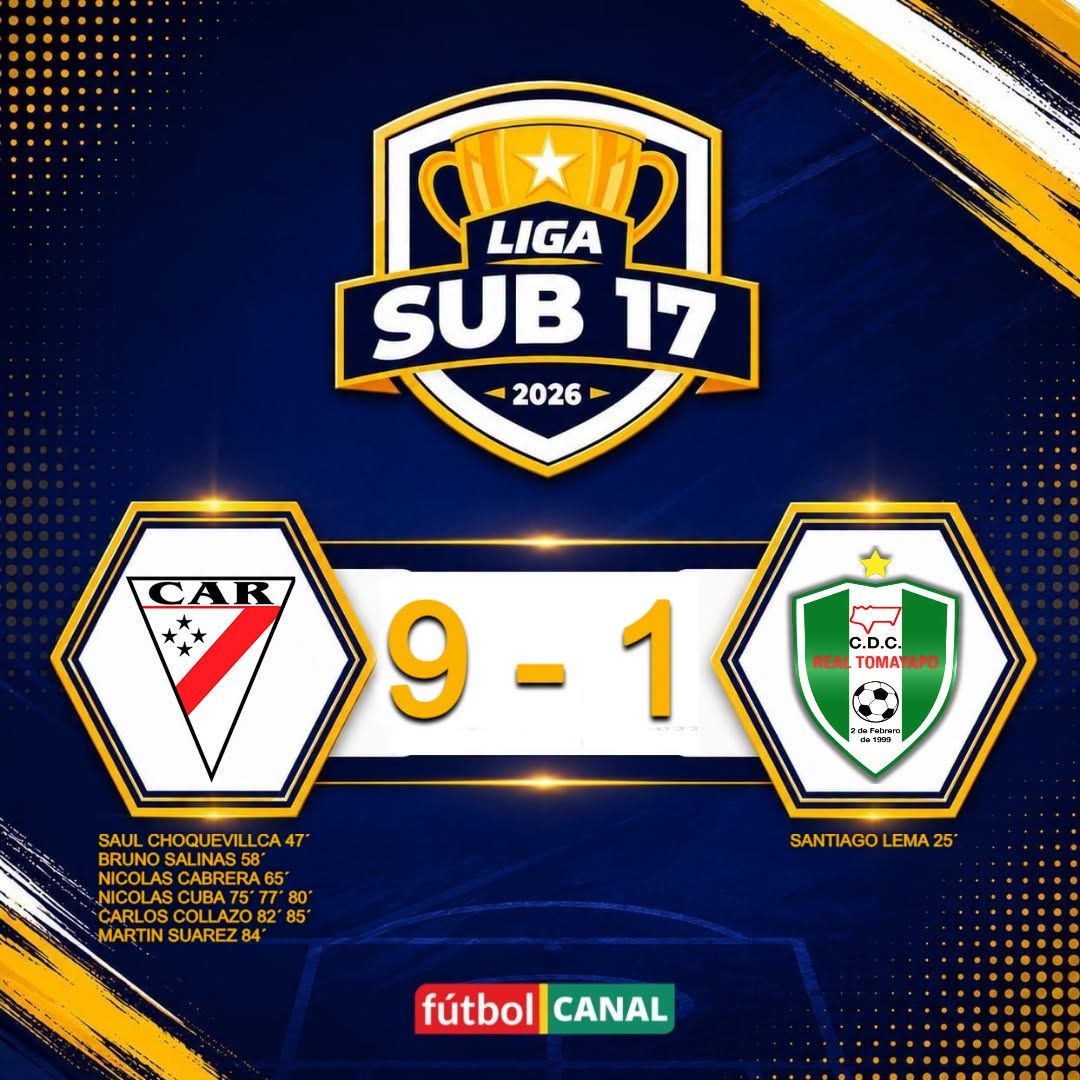 LIGA
SUB 17
2026
CAR
9 - 1
C.D.C.
REAL TOMAYAPO
2 de Febrero
de 1999
SAUL CHOQUEVILLCA 47´
BRUNO SALINAS 58´
NICOLAS CABRERA 65´
NICOLAS CUBA 75´ 77´ 80´
CARLOS COLLAZO 82´ 85´
MARTIN SUAREZ 84´
SANTIAGO LEMA 25´
fútbol CANAL